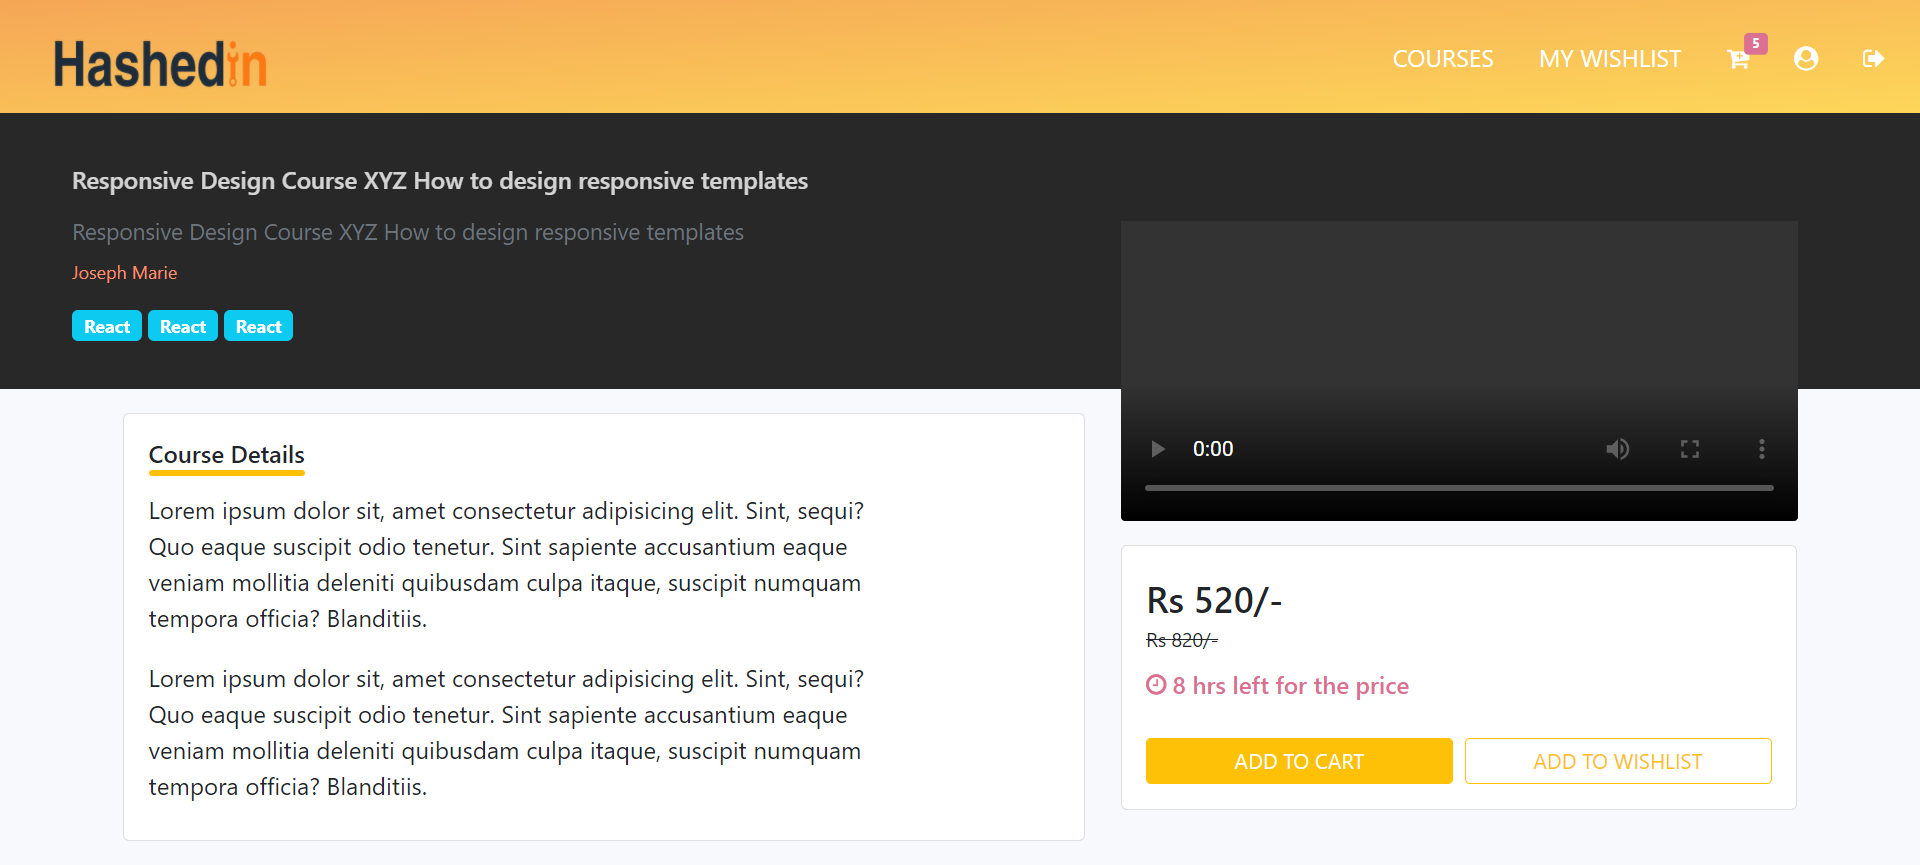 Hashedin
COURSES
MY WISHLIST
5
Responsive Design Course XYZ How to design responsive templates
Responsive Design Course XYZ How to design responsive templates
Joseph Marie
React React React
0:00
Course Details
Lorem ipsum dolor sit, amet consectetur adipisicing elit. Sint, sequi?
Quo eaque suscipit odio tenetur. Sint sapiente accusantium eaque
veniam mollitia deleniti quibusdam culpa itaque, suscipit numquam
tempora officia? Blanditiis.
Lorem ipsum dolor sit, amet consectetur adipisicing elit. Sint, sequi?
Quo eaque suscipit odio tenetur. Sint sapiente accusantium eaque
veniam mollitia deleniti quibusdam culpa itaque, suscipit numquam
tempora officia? Blanditiis.
Rs 520/-
Rs 820/-
8 hrs left for the price
ADD TO CART
ADD TO WISHLIST